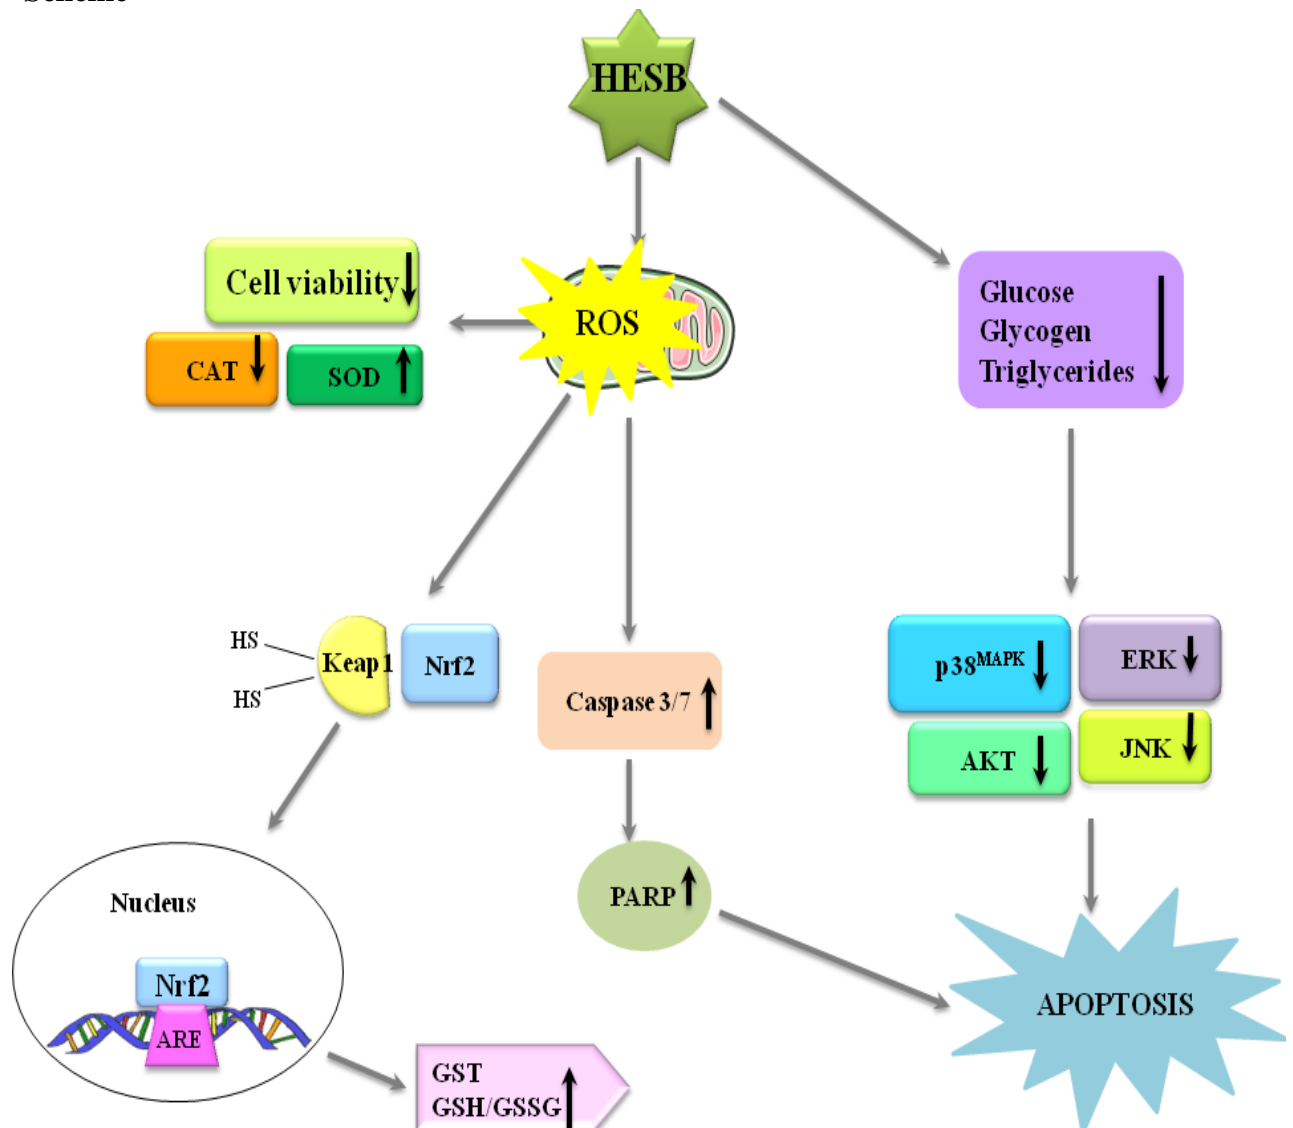 Scheme
HESB
Cell viability
CAT
SOD
ROS
Glucose
Glycogen
Triglycerides
HS
HS
Keap1
Nrf2
Caspase 3/7
p38MAPK
ERK
AKT
JNK
PARP
Nucleus
Nrf2
ARE
APOPTOSIS
GST
GSH/GSSG